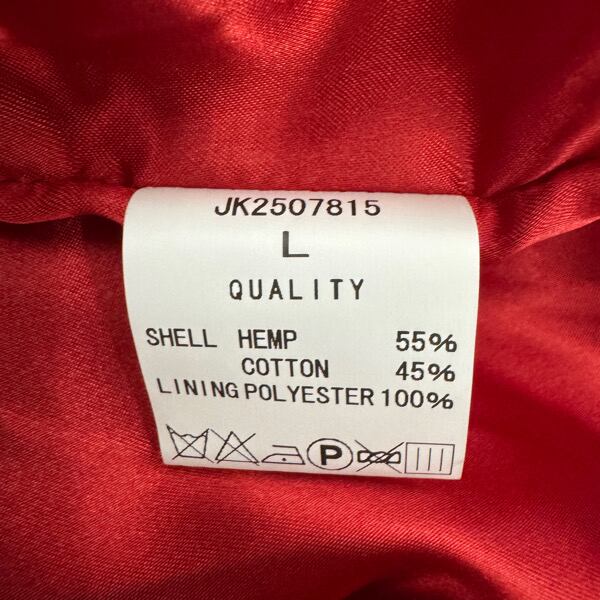 JK2507815
L
QUALITY
SHELL HEMP 55%
COTTON 45%
LINING POLYESTER 100%
P